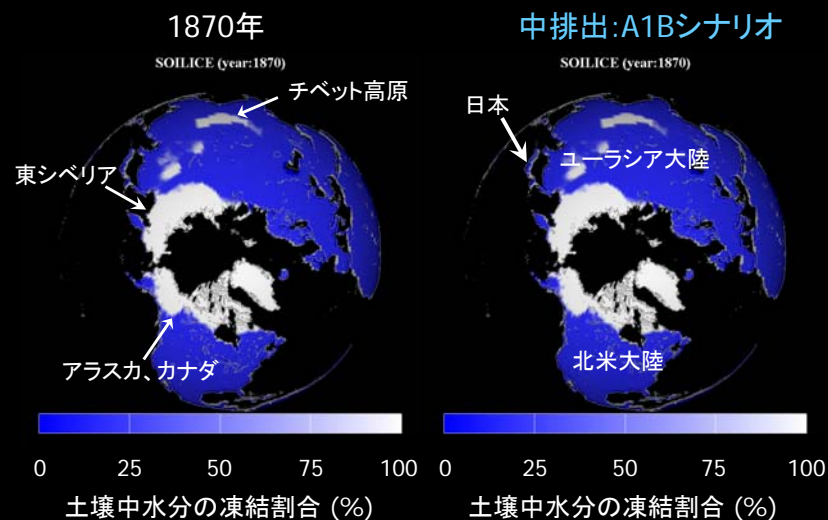 1870年
中排出:A1Bシナリオ
SOILICE (year:1870)
SOILICE (year:1870)
チベット高原
日本
ユーラシア大陸
東シベリア
アラスカ、カナダ
北米大陸
0 25 50 75 100
0 25 50 75 100
土壌中水分の凍結割合 (%)
土壌中水分の凍結割合 (%)